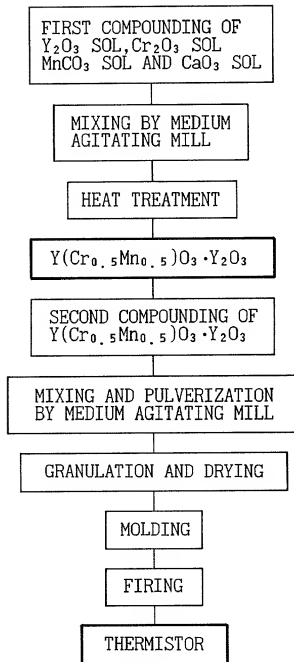 FIRST COMPOUNDING OF
Y₂O₃ SOL,Cr₂O₃ SOL
MnCO₃ SOL AND CaO₃ SOL
MIXING BY MEDIUM
AGITATING MILL
HEAT TREATMENT
Y(Cr₀.₅Mn₀.₅)O₃·Y₂O₃
SECOND COMPOUNDING OF
Y(Cr₀.₅Mn₀.₅)O₃·Y₂O₃
MIXING AND PULVERIZATION
BY MEDIUM AGITATING MILL
GRANULATION AND DRYING
MOLDING
FIRING
THERMISTOR